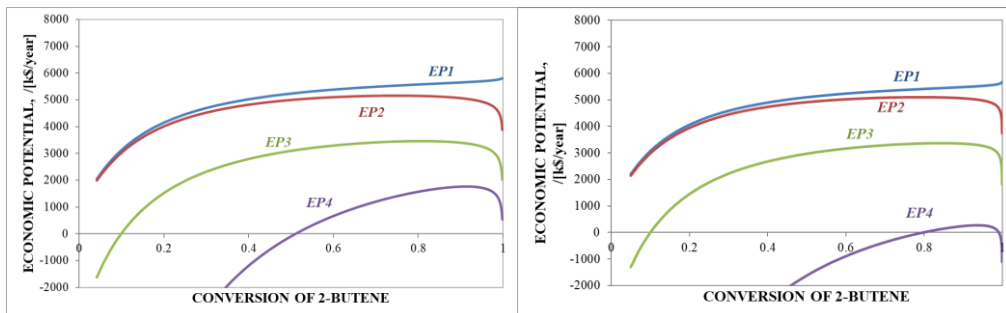 ECONOMIC POTENTIAL, /[k$/year]
8000
7000
6000
5000
4000
3000
2000
1000
0
-1000
-2000
EP1
EP2
EP3
EP4
0
0.2
0.4
0.6
0.8
1
CONVERSION OF 2-BUTENE
ECONOMIC POTENTIAL,
/[k$/year]
8000
7000
6000
5000
4000
3000
2000
1000
0
-1000
-2000
EP1
EP2
EP3
EP4
0
0.2
0.4
0.6
0.8
1
CONVERSION OF 2-BUTENE